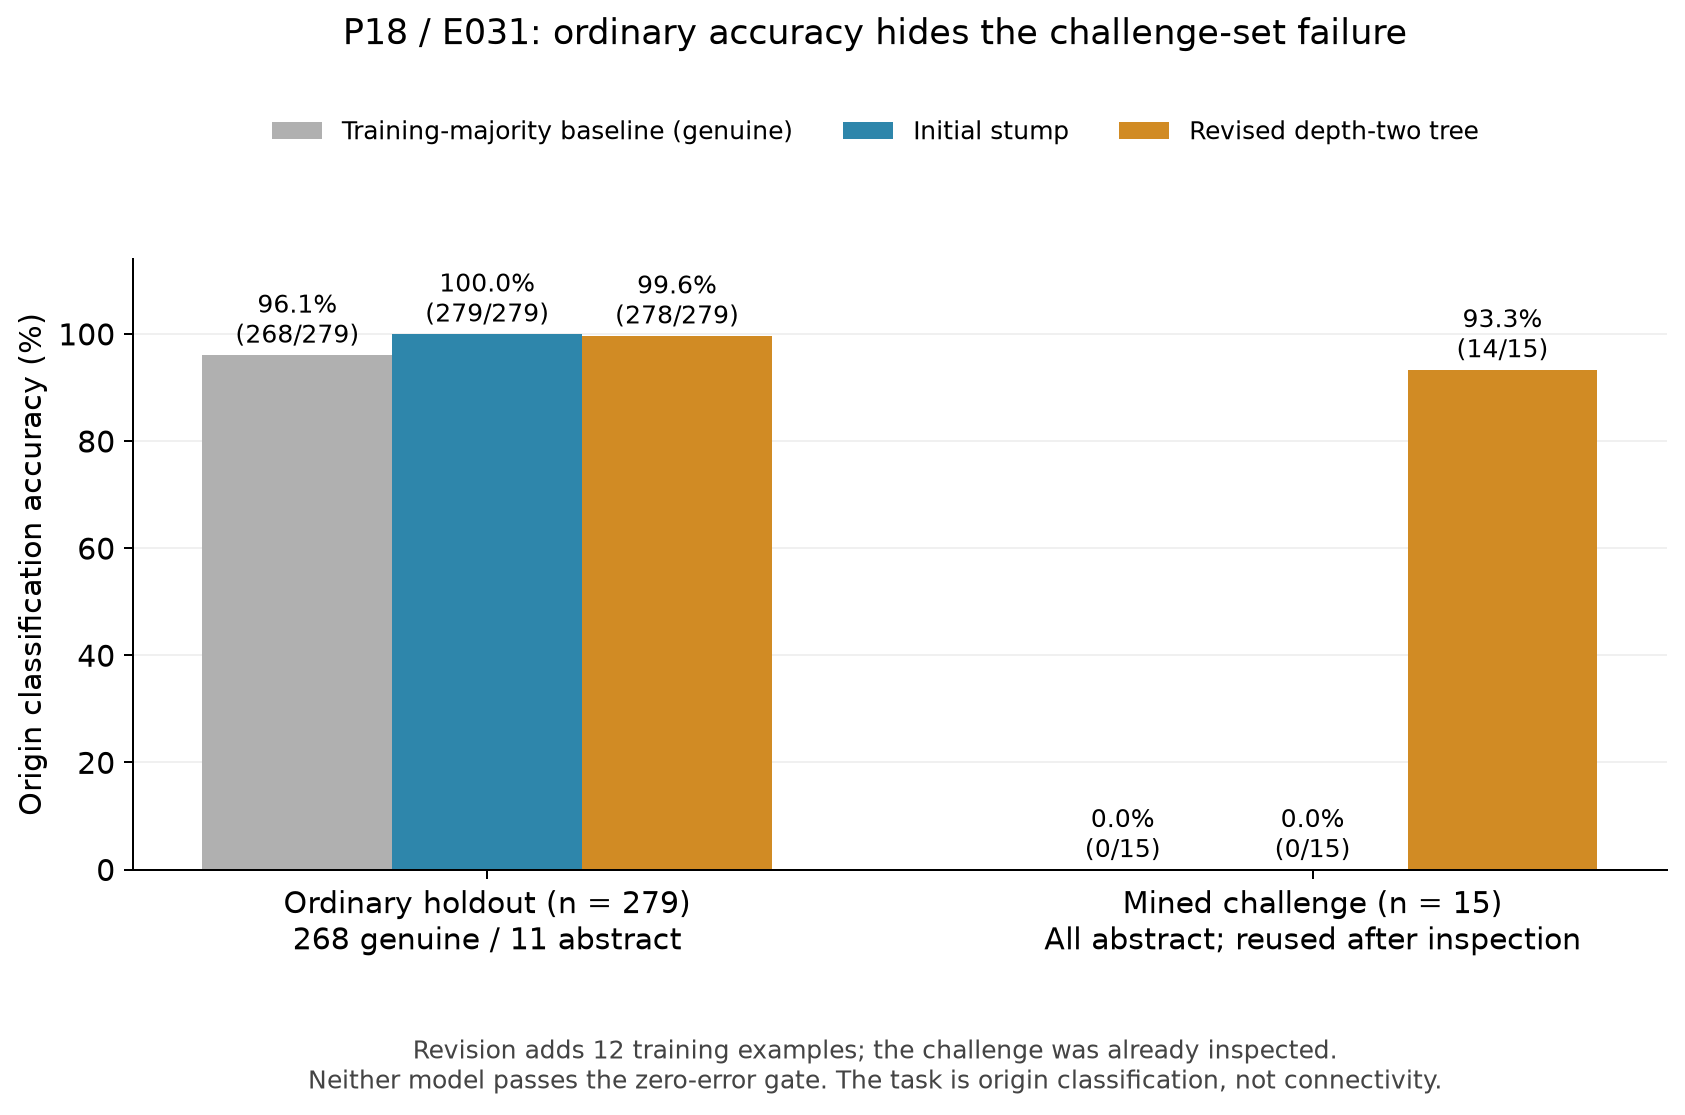 P18 / E031: ordinary accuracy hides the challenge-set failure
Training-majority baseline (genuine)
Initial stump
Revised depth-two tree
Origin classification accuracy (%)
100
80
60
40
20
0
96.1%
(268/279)
100.0%
(279/279)
99.6%
(278/279)
0.0%
(0/15)
0.0%
(0/15)
93.3%
(14/15)
Ordinary holdout (n = 279)
268 genuine / 11 abstract
Mined challenge (n = 15)
All abstract; reused after inspection
Revision adds 12 training examples; the challenge was already inspected.
Neither model passes the zero-error gate. The task is origin classification, not connectivity.